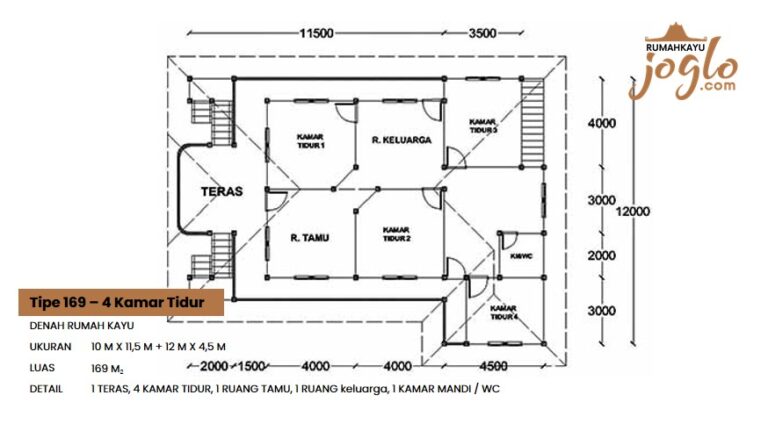 11500
3500
RUMAHKAYU
joglo
.com
4000
KAMAR
TIDUR 1
R. KELUARGA
KAMAR
TIDUR 3
TERAS
3000
12000
R. TAMU
KAMAR
TIDUR 2
KM/WC
2000
Tipe 169 – 4 Kamar Tidur
KAMAR
TIDUR 4
3000
DENAH RUMAH KAYU
UKURAN 10 M X 11,5 M + 12 M X 4,5 M
LUAS 169 M₂
2000
1500
4000
4000
4500
DETAIL 1 TERAS, 4 KAMAR TIDUR, 1 RUANG TAMU, 1 RUANG keluarga, 1 KAMAR MANDI / WC